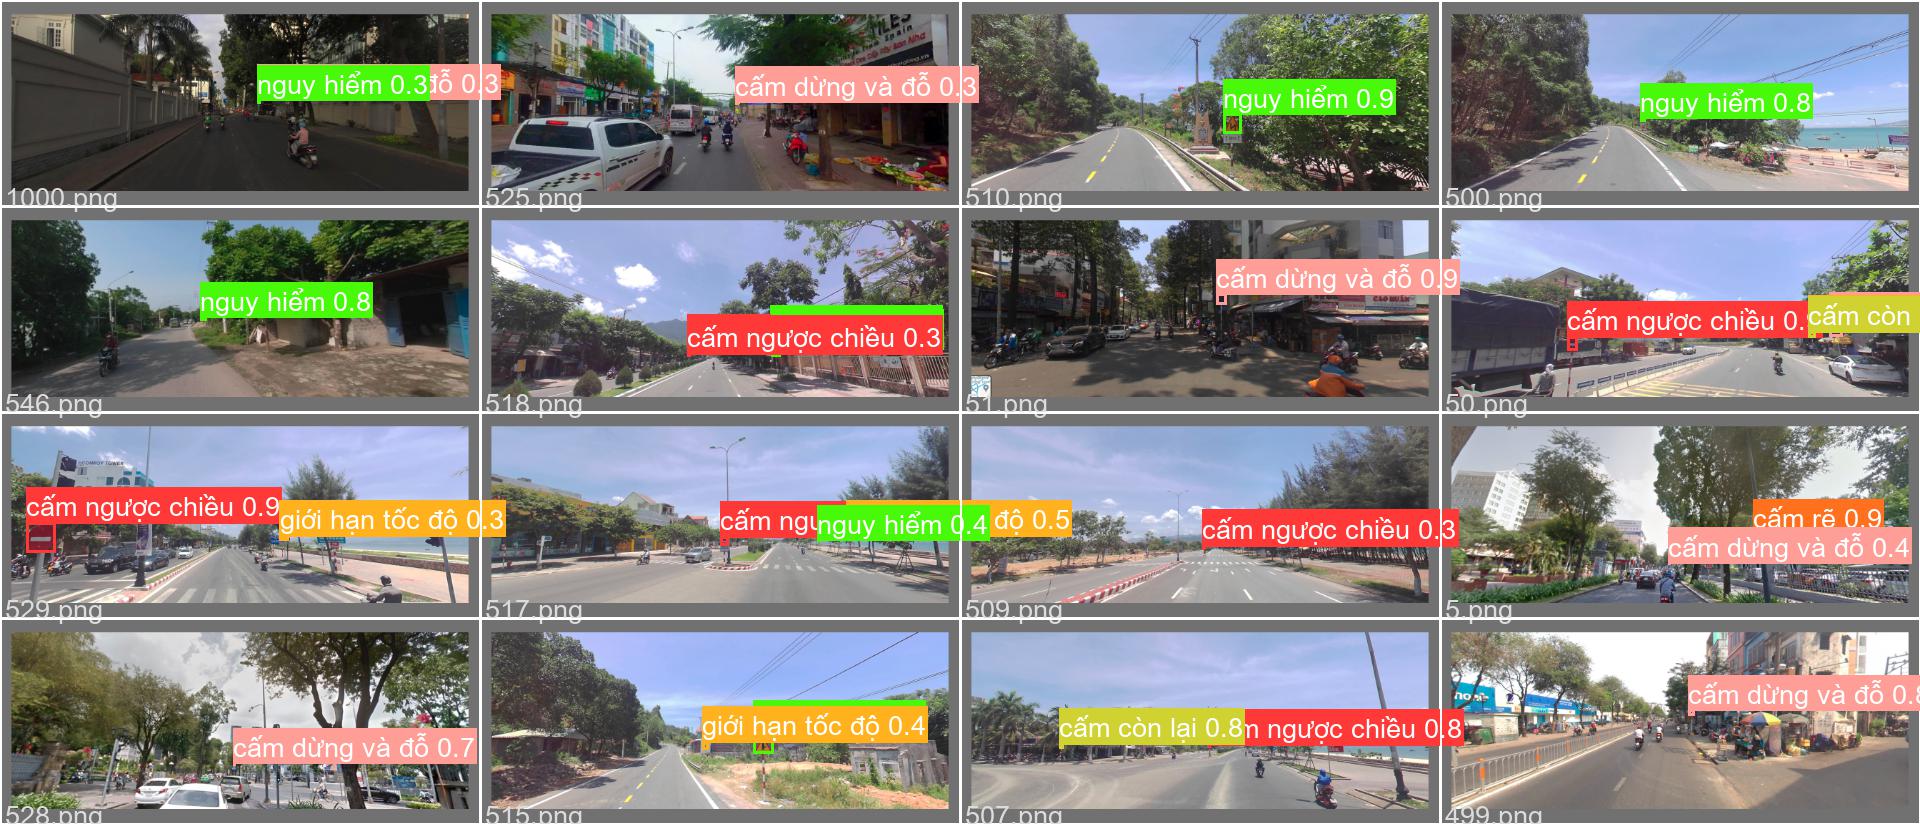 nguy hiểm 0.3
đỗ 0.3
1000.png
TILES
Spain
cấm dừng và đỗ 0.3
525.png
nguy hiểm 0.9
510.png
nguy hiểm 0.8
500.png
nguy hiểm 0.8
546.png
cấm ngược chiều 0.3
518.png
cấm dừng và đỗ 0.9
51.png
cấm ngược chiều 0.
cấm còn
50.png
cấm ngược chiều 0.9
giới hạn tốc độ 0.3
529.png
cấm ngư
nguy hiểm 0.4
độ 0.5
517.png
cấm ngược chiều 0.3
509.png
cấm rẽ 0.9
cấm dừng và đỗ 0.4
5.png
cấm dừng và đỗ 0.7
528.png
giới hạn tốc độ 0.4
515.png
cấm còn lại 0.8
m ngược chiều 0.8
507.png
cấm dừng và đỗ 0.8
499.png